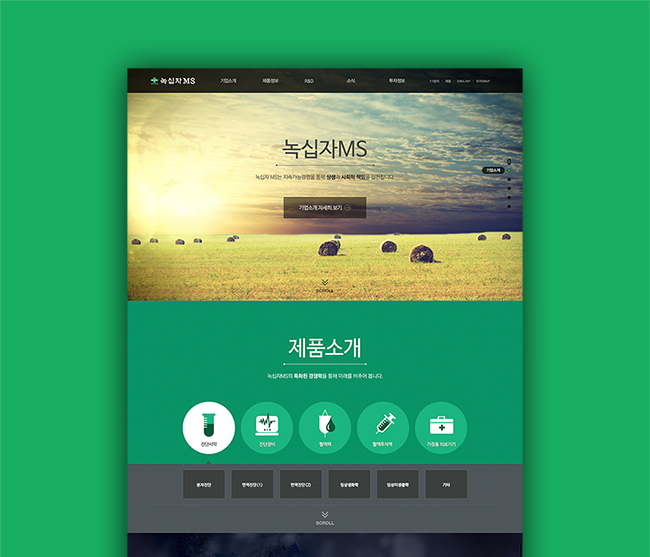 녹십자MS
기업소개
제품정보
R&D
소식
투자정보
ENGLISH
SITEMAP
녹십자MS
녹십자 MS는 지속가능경영을 통해 상생과 사회적 책임을 실천합니다.
기업소개 자세히 보기
기업소개
SCROLL
제품소개
녹십자MS의 특화된 경쟁력을 통해 미래를 비추어 봅니다.
진단시약
진단장비
혈액백
혈액투석액
가정용 의료기기
분자진단
면역진단(1)
면역진단(2)
임상생화학
임상미생물학
기타
SCROLL